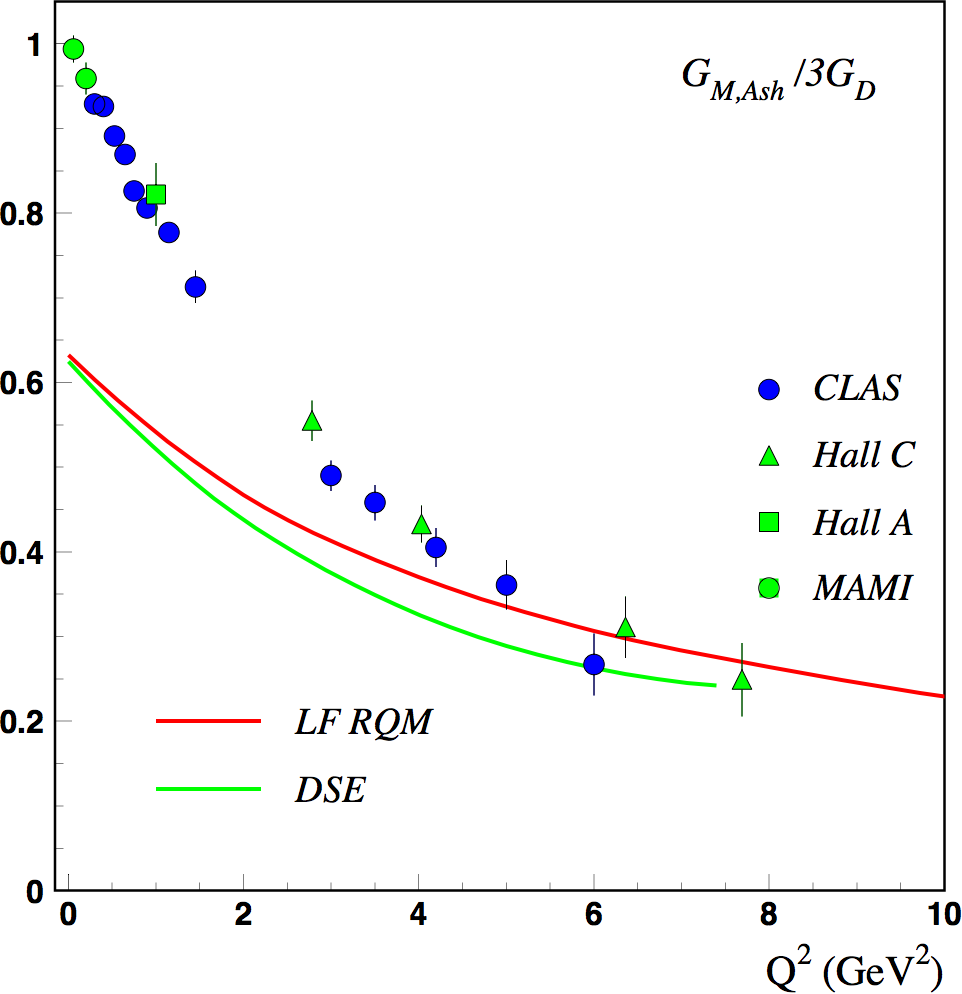 1
G_{M,Ash} /3G_D
0.8
0.6
CLAS
Hall C
Hall A
0.4
MAMI
0.2
LF RQM
DSE
0
0 2 4 6 8 10
Q^2 (GeV^2)